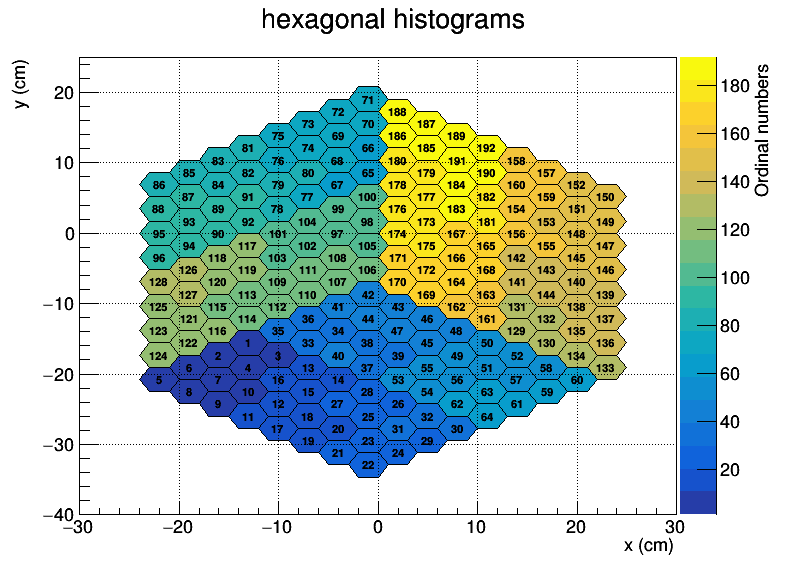 hexagonal histograms
y (cm)
Ordinal numbers
20
10
0
−10
−20
−30
−40
71
72 188
73 70 187
75 69 186 189
81 74 66 185 192
83 76 68 180 191 158
85 82 80 65 179 190 157
86 84 79 67 178 184 160 152
87 91 77 100 177 182 159 150
88 89 78 99 176 183 154 151
93 92 104 98 173 181 153 149
95 90 101 97 174 167 156 148
94 117 102 105 175 165 155 147
96 118 103 108 171 166 142 145
126 119 111 106 172 168 143 146
128 120 109 107 170 164 141 140
127 113 110 42 169 163 144 139
125 115 112 41 43 162 131 138
121 114 36 44 46 161 132 137
123 116 35 34 47 48 129 135
122 1 33 38 45 50 130 136
124 2 3 40 39 49 52 134
6 4 13 37 55 51 58 133
5 7 16 14 53 56 57 60
8 10 15 28 54 63 59
9 12 27 26 62 61
11 18 25 32 64
17 20 31 30
19 23 29
21 24
22
180
160
140
120
100
80
60
40
20
−30 −20 −10 0 10 20 30
x (cm)